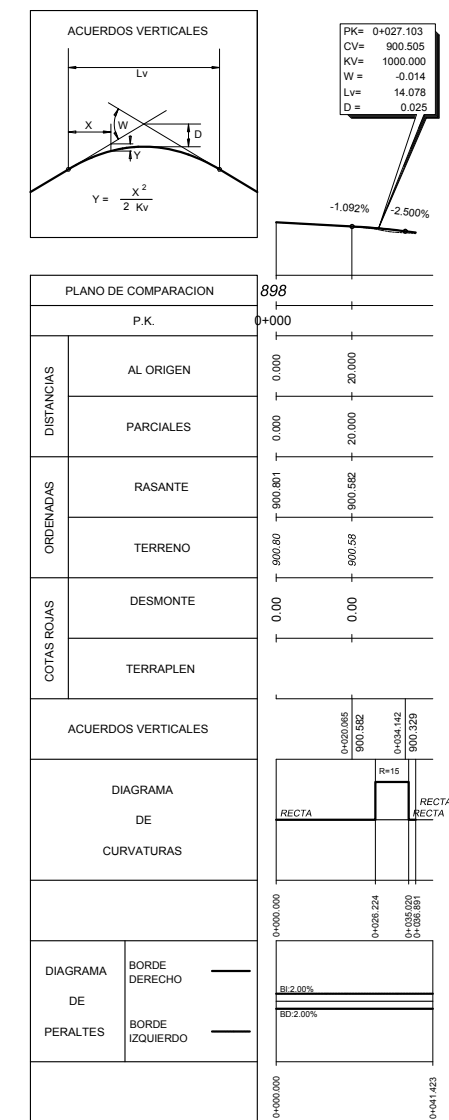 ACUERDOS VERTICALES
Lv
X
W
D
Y
Y = X 2 / 2 Kv
PK= 0+027.103
CV= 900.505
KV= 1000.000
W = -0.014
Lv= 14.078
D = 0.025
-1.092%
-2.500%
PLANO DE COMPARACION 898
P.K. 0+000
DISTANCIAS
AL ORIGEN 0.000 20.000
PARCIALES 0.000 20.000
ORDENADAS
RASANTE 900.801 900.582
TERRENO 900.80 900.58
COTAS ROJAS
DESMONTE 0.00 0.00
TERRAPLEN
ACUERDOS VERTICALES
0+020.065
900.582
0+034.142
900.329
DIAGRAMA
DE
CURVATURAS
R=15
RECTA
RECTA
RECTA
0+000.000
0+026.224
0+035.020
0+036.891
DIAGRAMA
DE
PERALTES
BORDE
DERECHO
BORDE
IZQUIERDO
BI:2.00%
BD:2.00%
0+000.000
0+041.423